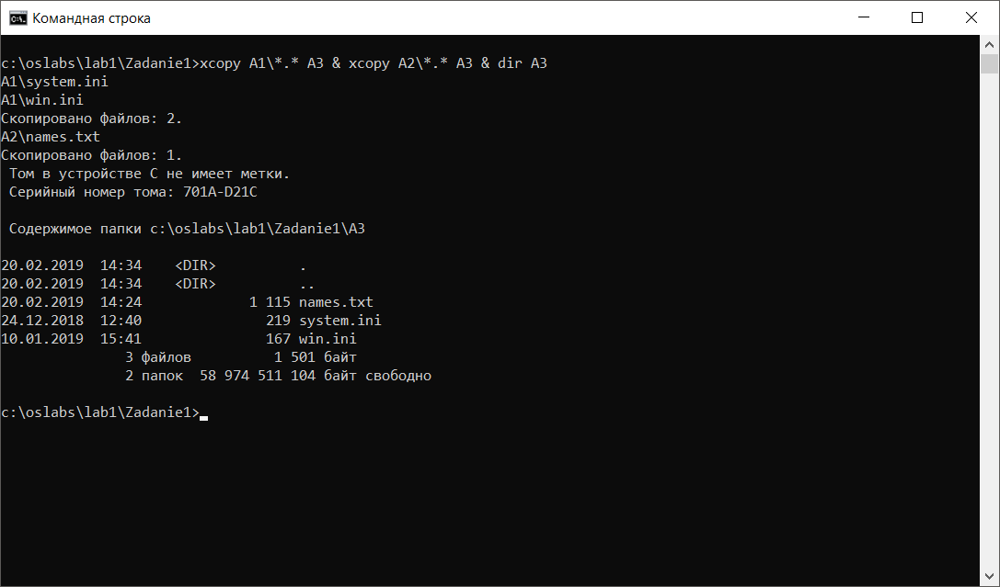 Командная строка
c:\oslabs\lab1\Zadanie1>xcopy A1\*.* A3 & xcopy A2\*.* A3 & dir A3
A1\system.ini
A1\win.ini
Скопировано файлов: 2.
A2\names.txt
Скопировано файлов: 1.
 Том в устройстве C не имеет метки.
 Серийный номер тома: 701A-D21C
 Содержимое папки c:\oslabs\lab1\Zadanie1\A3
20.02.2019  14:34    <DIR>          .
20.02.2019  14:34    <DIR>          ..
20.02.2019  14:24             1 115 names.txt
24.12.2018  12:40               219 system.ini
10.01.2019  15:41               167 win.ini
               3 файлов          1 501 байт
               2 папок  58 974 511 104 байт свободно
c:\oslabs\lab1\Zadanie1>